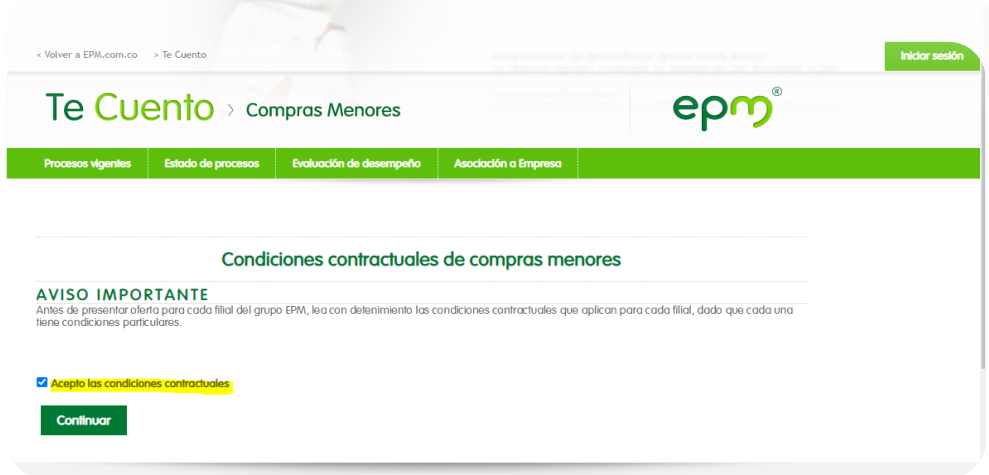 < Volver a EPM.com.co > Te Cuento
Iniciar sesión
Te Cuento > Compras Menores
epm®
Procesos vigentes Estado de procesos Evaluación de desempeño Asociación a Empresa
Condiciones contractuales de compras menores
AVISO IMPORTANTE
Antes de presentar oferta para cada filial del grupo EPM, lea con detenimiento las condiciones contractuales que aplican para cada filial, dado que cada una
tiene condiciones particulares.
Acepto las condiciones contractuales
Continuar